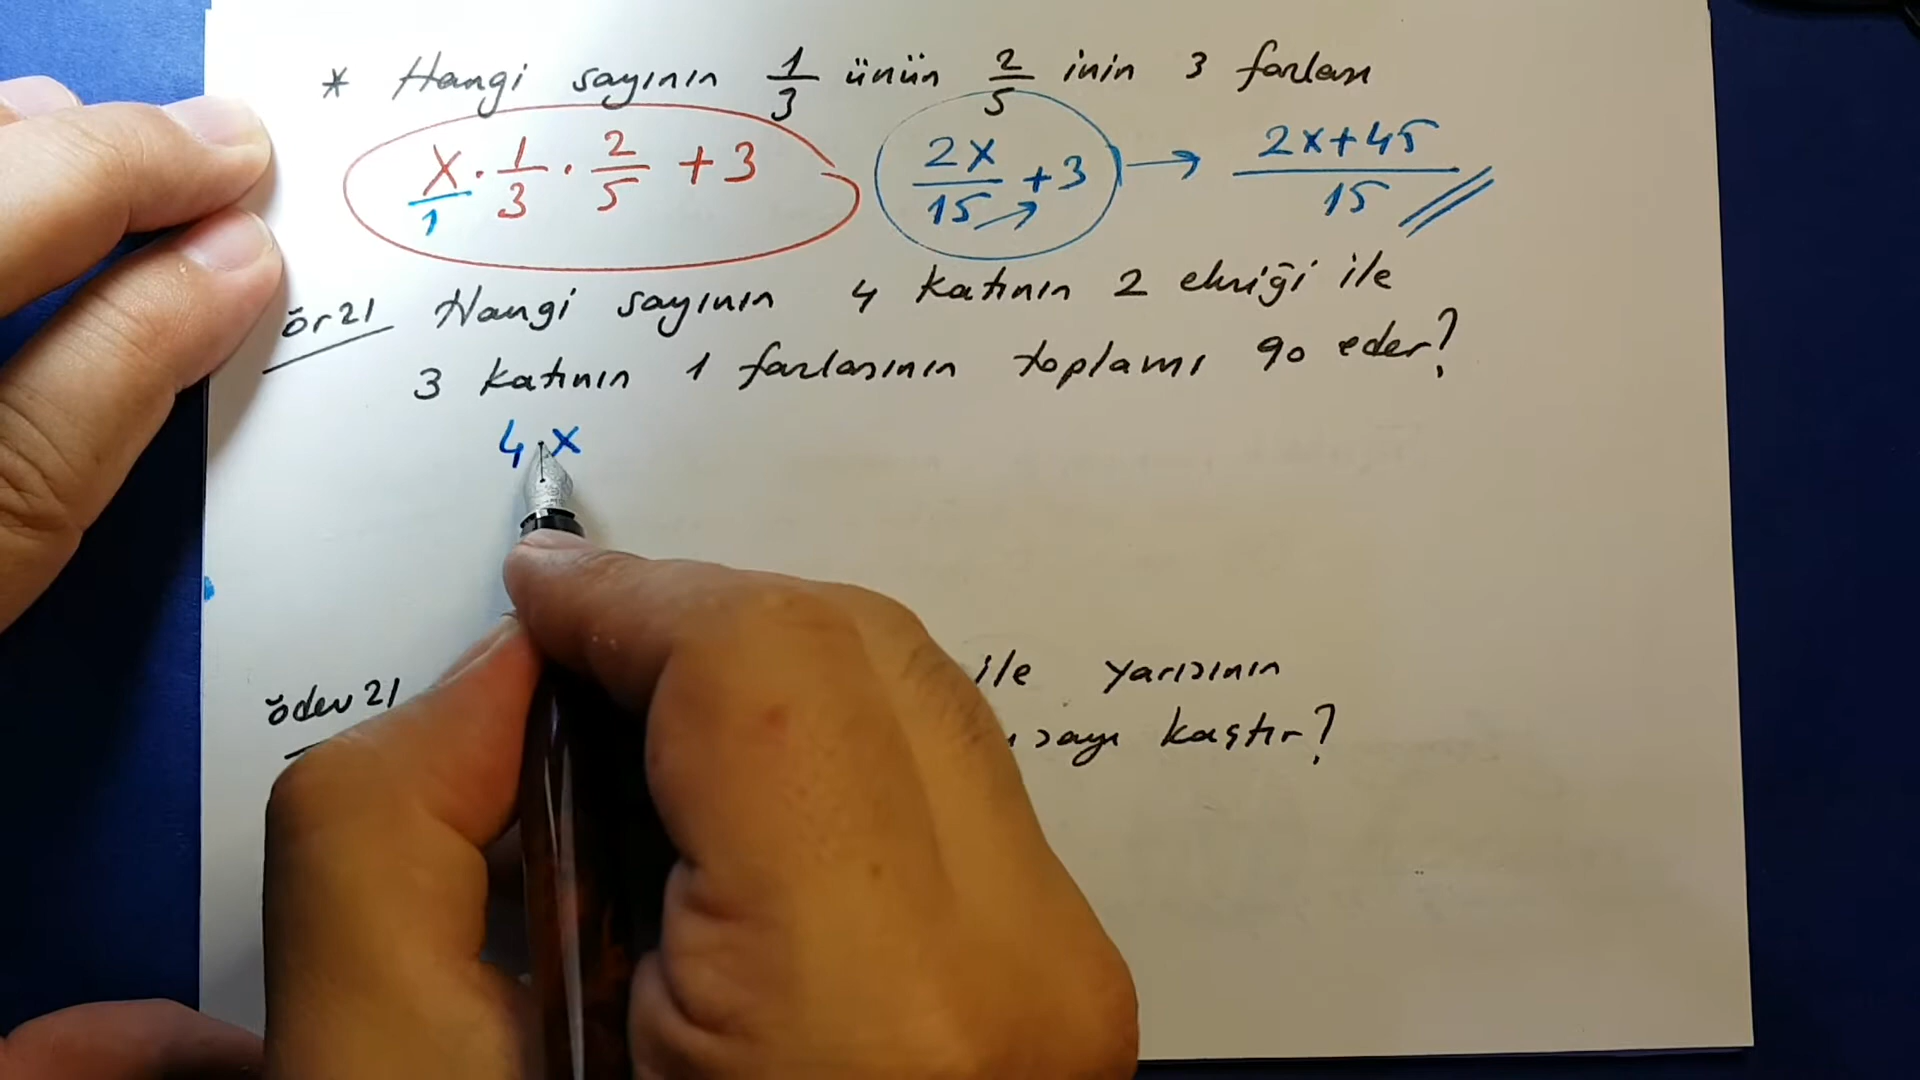 * Hangi sayının 1/3 ünün 2/5 inin 3 fazlası
x/1 · 1/3 · 2/5 + 3 2x/15 + 3 → 2x+45/15
ör21 Hangi sayının 4 katının 2 eksiği ile
3 katının 1 fazlasının toplamı 90 eder?
4·x
ödev21 ile yarısının
sayı kaçtır?